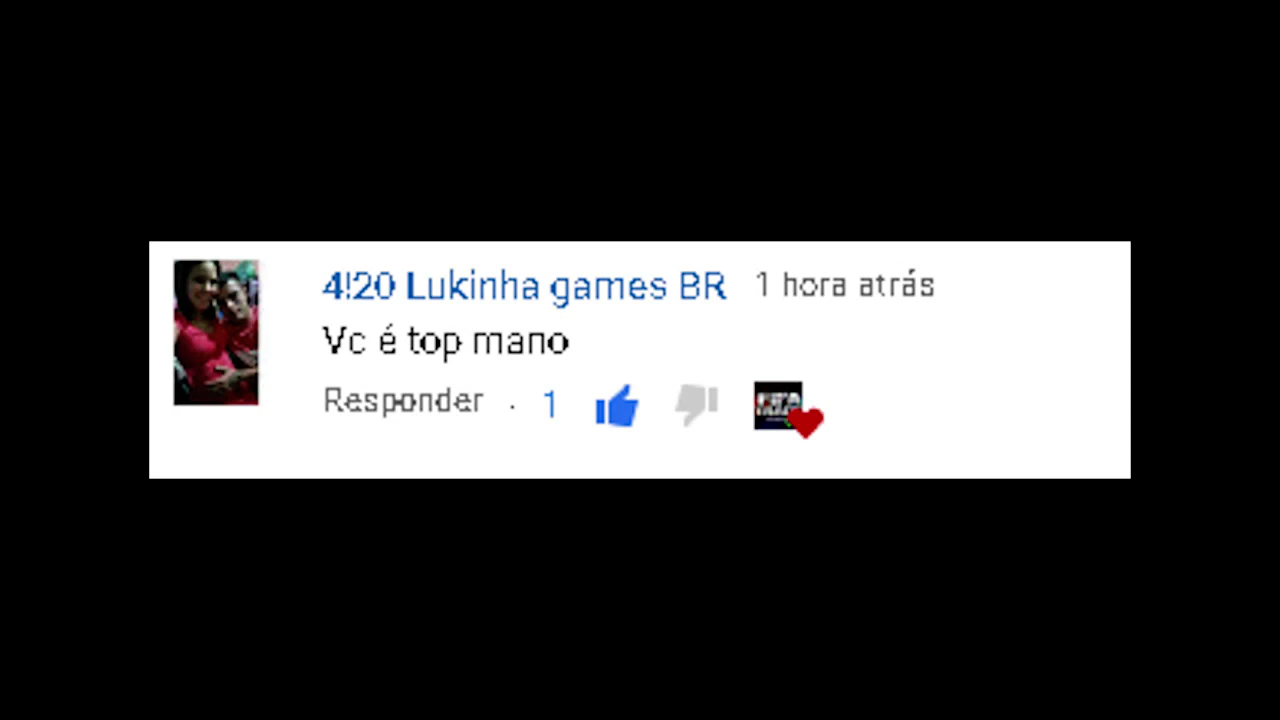 4!20 Lukinha games BR 1 hora atrás
Vc é top mano
Responder · 1